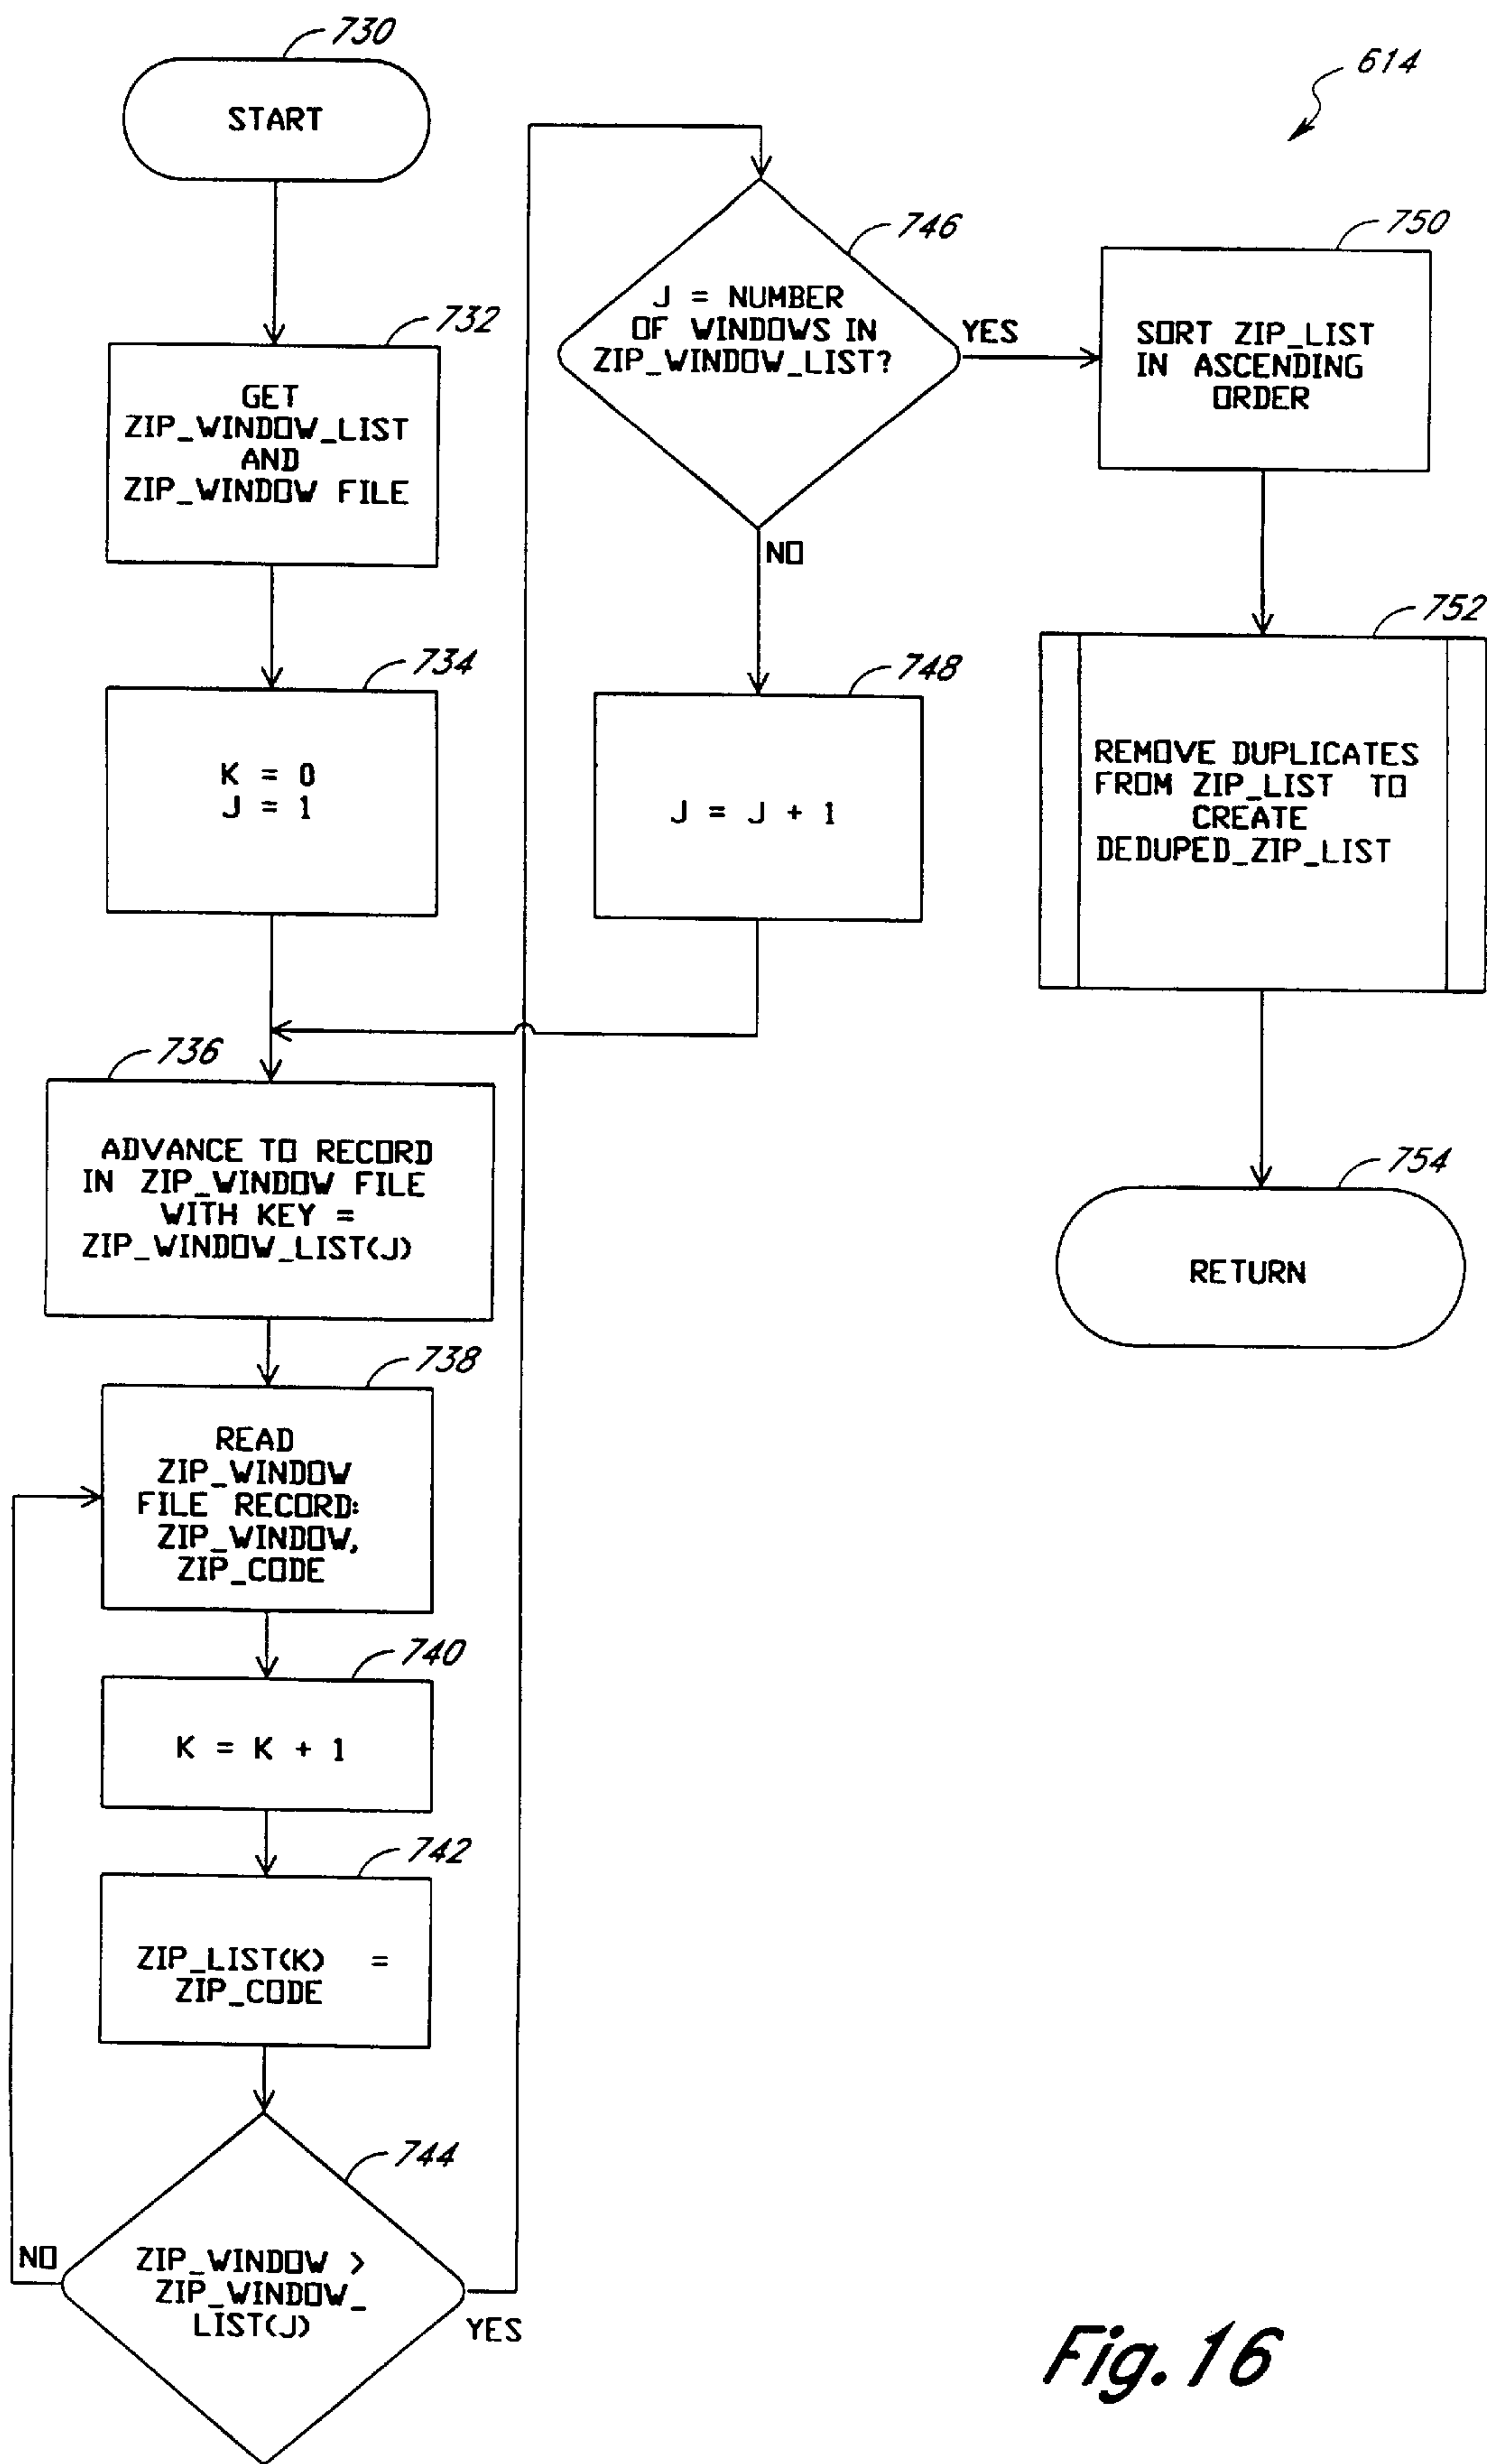 730
START
732
GET
ZIP_WINDOW_LIST
AND
ZIP_WINDOW FILE
734
K = 0
J = 1
736
ADVANCE TO RECORD
IN ZIP_WINDOW FILE
WITH KEY =
ZIP_WINDOW_LIST(J)
738
READ
ZIP_WINDOW
FILE RECORD:
ZIP_WINDOW,
ZIP_CODE
740
K = K + 1
742
ZIP_LIST(K) =
ZIP_CODE
744
ZIP_WINDOW >
ZIP_WINDOW_
LIST(J)
NO
YES
746
J = NUMBER
OF WINDOWS IN
ZIP_WINDOW_LIST?
YES
NO
748
J = J + 1
614
750
SORT ZIP_LIST
IN ASCENDING
ORDER
752
REMOVE DUPLICATES
FROM ZIP_LIST TO
CREATE
DEDUPED_ZIP_LIST
754
RETURN
Fig. 16